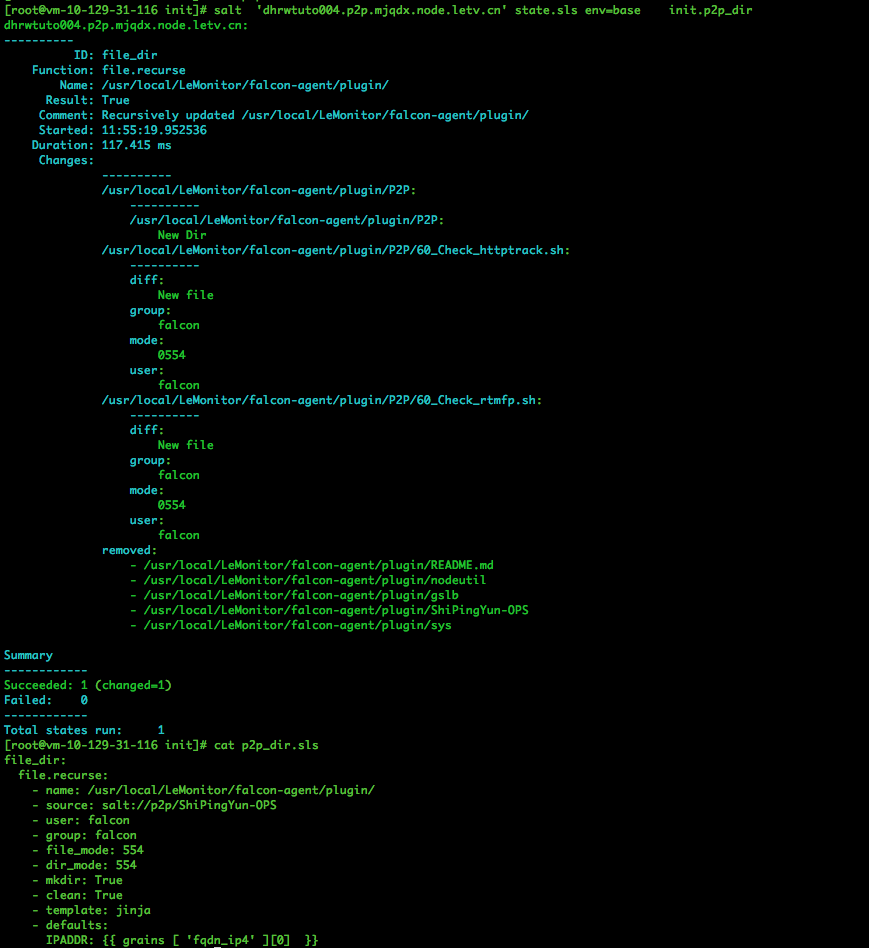 [root@vm-10-129-31-116 init]# salt  'dhrwtuto004.p2p.mjqdx.node.letv.cn' state.sls env=base    init.p2p_dir
dhrwtuto004.p2p.mjqdx.node.letv.cn:
----------
          ID: file_dir
    Function: file.recurse
        Name: /usr/local/LeMonitor/falcon-agent/plugin/
      Result: True
     Comment: Recursively updated /usr/local/LeMonitor/falcon-agent/plugin/
     Started: 11:55:19.952536
    Duration: 117.415 ms
     Changes:
              ----------
              /usr/local/LeMonitor/falcon-agent/plugin/P2P:
                  ----------
                  /usr/local/LeMonitor/falcon-agent/plugin/P2P:
                      New Dir
              /usr/local/LeMonitor/falcon-agent/plugin/P2P/60_Check_httptrack.sh:
                  ----------
                  diff:
                      New file
                  group:
                      falcon
                  mode:
                      0554
                  user:
                      falcon
              /usr/local/LeMonitor/falcon-agent/plugin/P2P/60_Check_rtmfp.sh:
                  ----------
                  diff:
                      New file
                  group:
                      falcon
                  mode:
                      0554
                  user:
                      falcon
              removed:
                  - /usr/local/LeMonitor/falcon-agent/plugin/README.md
                  - /usr/local/LeMonitor/falcon-agent/plugin/nodeutil
                  - /usr/local/LeMonitor/falcon-agent/plugin/gslb
                  - /usr/local/LeMonitor/falcon-agent/plugin/ShiPingYun-OPS
                  - /usr/local/LeMonitor/falcon-agent/plugin/sys
Summary
------------
Succeeded: 1 (changed=1)
Failed:    0
------------
Total states run:     1
[root@vm-10-129-31-116 init]# cat p2p_dir.sls
file_dir:
  file.recurse:
    - name: /usr/local/LeMonitor/falcon-agent/plugin/
    - source: salt://p2p/ShiPingYun-OPS
    - user: falcon
    - group: falcon
    - file_mode: 554
    - dir_mode: 554
    - mkdir: True
    - clean: True
    - template: jinja
    - defaults:
      IPADDR: {{ grains [ 'fqdn_ip4' ][0]  }}